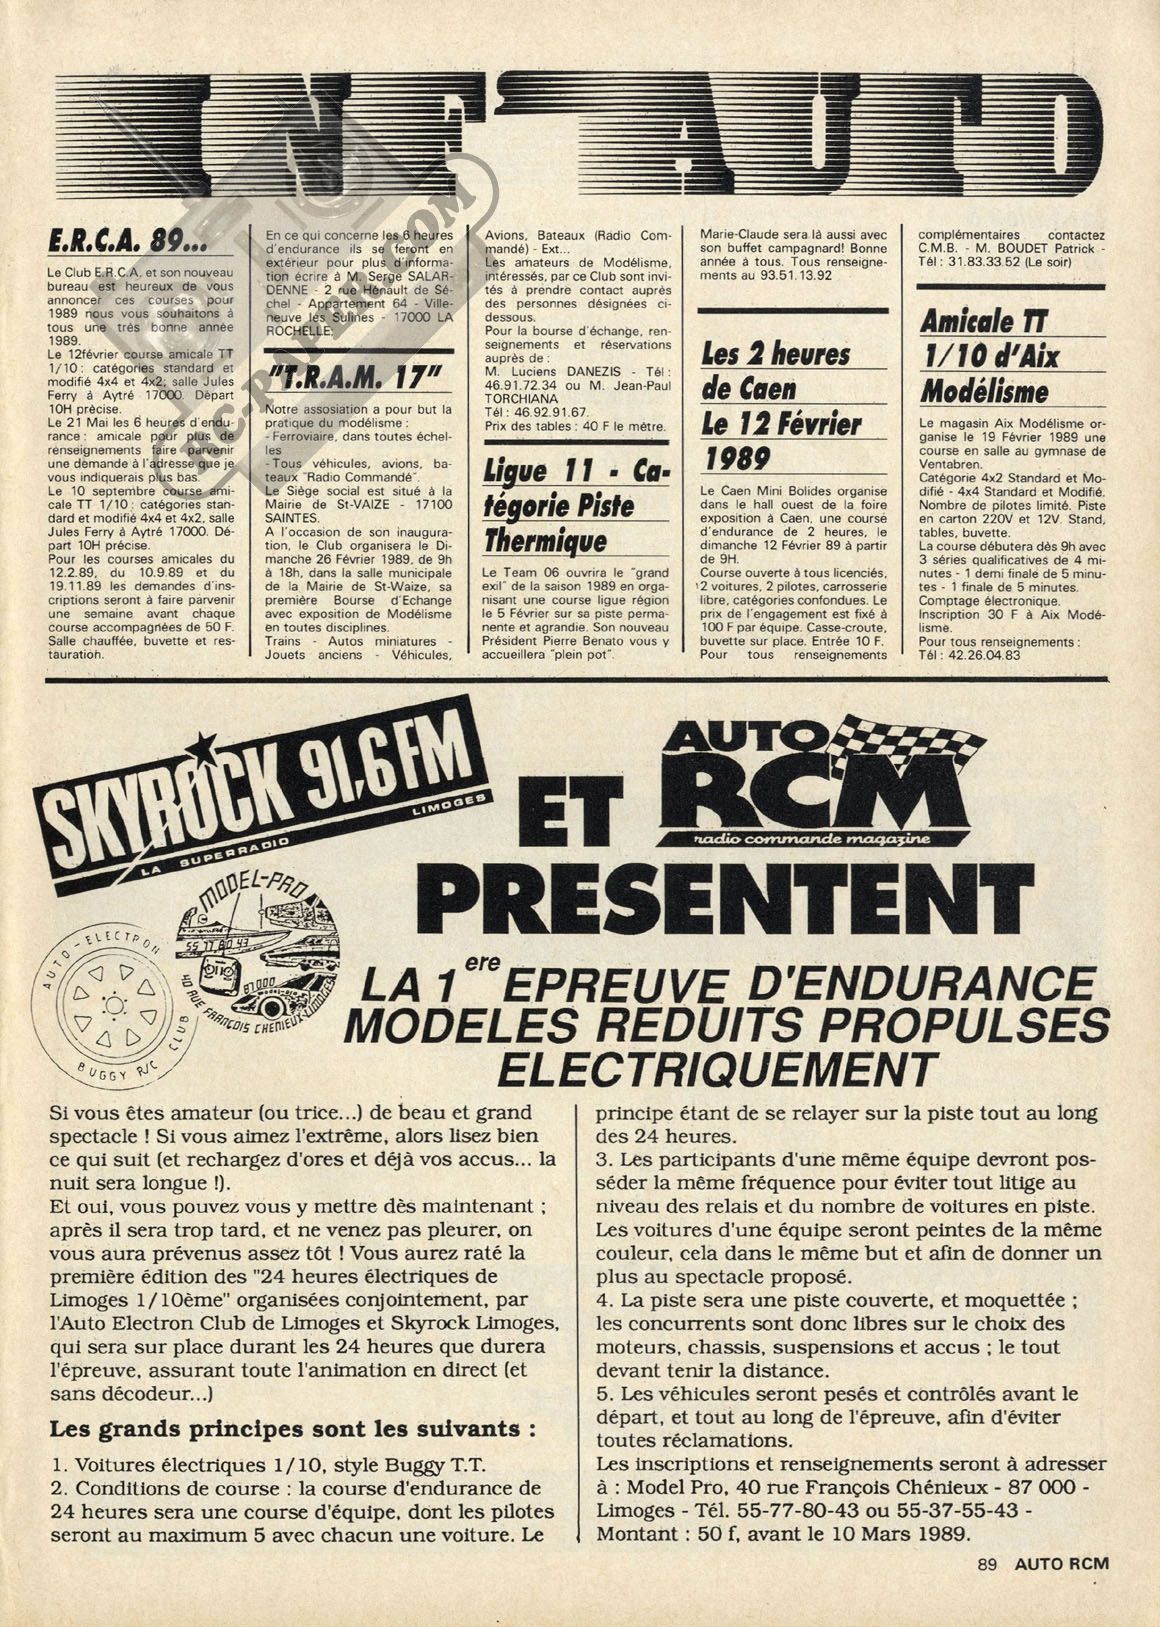 INF'AUTO
E.R.C.A. 89...
Le Club E.R.C.A. et son nouveau
bureau est heureux de vous
annoncer ces courses pour
1989 nous vous souhaitons à
tous une trés bonne année
1989.
Le 12février course amicale TT
1/10 : catégories standard et
modifié 4x4 et 4x2, salle Jules
Ferry à Aytré 17000. Départ
10H précise.
Le 21 Mai les 6 heures d'endu-
rance : amicale pour plus de
renseignements faire parvenir
une demande à l'adresse que je
vous indiquerais plus bas.
Le 10 septembre course ami-
cale TT 1/10 : catégories stan-
dard et modifié 4x4 et 4x2, salle
Jules Ferry à Aytré 17000. Dé-
part 10H précise.
Pour les courses amicales du
12.2.89, du 10.9.89 et du
19.11.89 les demandes d'ins-
criptions seront à faire parvenir
une semaine avant chaque
course accompagnées de 50 F.
Salle chauffée, buvette et res-
tauration.
En ce qui concerne les 6 heures
d'endurance ils se feront en
extérieur pour plus d'informa-
tion écrire à M. Serge SALAR-
DENNE - 2 rue Hénault de Sé-
chel - Appartement 64 - Ville-
neuve les Sulines - 17000 LA
ROCHELLE.
"T.R.A.M. 17"
Notre assosiation a pour but la
pratique du modélisme :
- Ferroviaire, dans toutes échel-
les
- Tous véhicules, avions, ba-
teaux "Radio Commandé".
Le Siège social est situé à la
Mairie de St-VAIZE - 17100
SAINTES.
A l'occasion de son inaugura-
tion, le Club organisera le Di-
manche 26 Février 1989, de 9h
à 18h, dans la salle municipale
de la Mairie de St-Waize, sa
première Bourse d'Echange
avec exposition de Modélisme
en toutes disciplines.
Trains - Autos miniatures -
Jouets anciens - Véhicules,
Avions, Bateaux (Radio Com-
mandé) - Ext...
Les amateurs de Modélisme,
intéressés, par ce Club sont invi-
tés à prendre contact auprès
des personnes désignées ci-
dessous.
Pour la bourse d'échange, ren-
seignements et réservations
auprès de :
M. Luciens DANEZIS - Tél :
46.91.72.34 ou M. Jean-Paul
TORCHIANA
Tél : 46.92.91.67.
Prix des tables : 40 F le mètre.
Ligue 11 - Ca-
tégorie Piste
Thermique
Le Team 06 ouvrira le "grand
exil" de la saison 1989 en orga-
nisant une course ligue région
le 5 Février sur sa piste perma-
nente et agrandie. Son nouveau
Président Pierre Benato vous y
accueillera "plein pot".
Marie-Claude sera là aussi avec
son buffet campagnard! Bonne
année à tous. Tous renseigne-
ments au 93.51.13.92
Les 2 heures
de Caen
Le 12 Février
1989
Le Caen Mini Bolides organise
dans le hall ouest de la foire
exposition à Caen, une course
d'endurance de 2 heures, le
dimanche 12 Février 89 à partir
de 9H.
Course ouverte à tous licenciés,
2 voitures, 2 pilotes, carrosserie
libre, catégories confondues. Le
prix de l'engagement est fixé à
100 F par équipe. Casse-croute,
buvette sur place. Entrée 10 F.
Pour tous renseignements
complémentaires contactez
C.M.B. - M. BOUDET Patrick -
Tél : 31.83.33.52 (Le soir)
Amicale TT
1/10 d'Aix
Modélisme
Le magasin Aix Modélisme or-
ganise le 19 Février 1989 une
course en salle au gymnase de
Ventabren.
Catégorie 4x2 Standard et Mo-
difié - 4x4 Standard et Modifié.
Nombre de pilotes limité. Piste
en carton 220V et 12V. Stand,
tables, buvette.
La course débutera dès 9h avec
3 séries qualificatives de 4 mi-
nutes - 1 demi finale de 5 minu-
tes - 1 finale de 5 minutes.
Comptage électronique.
Inscription 30 F à Aix Modé-
lisme.
Pour tous renseignements :
Tél : 42.26.04.83
RC-PAPER.COM
SKYROCK 91,6 FM
LA SUPERRADIO
LIMOGES
ET
AUTO
RCM
radio commande magazine
PRESENTENT
MODEL-PRO
55.77.80.43
87000
40 RUE FRANCOIS CHENIEUX LIMOGES
AUTO-ELECTRON
BUGGY R/C CLUB
LA 1ere EPREUVE D'ENDURANCE
MODELES REDUITS PROPULSES
ELECTRIQUEMENT
Si vous êtes amateur (ou trice...) de beau et grand
spectacle ! Si vous aimez l'extrême, alors lisez bien
ce qui suit (et rechargez d'ores et déjà vos accus... la
nuit sera longue !).
Et oui, vous pouvez vous y mettre dès maintenant ;
après il sera trop tard, et ne venez pas pleurer, on
vous aura prévenus assez tôt ! Vous aurez raté la
première édition des "24 heures électriques de
Limoges 1/10ème" organisées conjointement, par
l'Auto Electron Club de Limoges et Skyrock Limoges,
qui sera sur place durant les 24 heures que durera
l'épreuve, assurant toute l'animation en direct (et
sans décodeur...)
Les grands principes sont les suivants :
1. Voitures électriques 1/10, style Buggy T.T.
2. Conditions de course : la course d'endurance de
24 heures sera une course d'équipe, dont les pilotes
seront au maximum 5 avec chacun une voiture. Le
principe étant de se relayer sur la piste tout au long
des 24 heures.
3. Les participants d'une même équipe devront pos-
séder la même fréquence pour éviter tout litige au
niveau des relais et du nombre de voitures en piste.
Les voitures d'une équipe seront peintes de la même
couleur, cela dans le même but et afin de donner un
plus au spectacle proposé.
4. La piste sera une piste couverte, et moquettée ;
les concurrents sont donc libres sur le choix des
moteurs, chassis, suspensions et accus ; le tout
devant tenir la distance.
5. Les véhicules seront pesés et contrôlés avant le
départ, et tout au long de l'épreuve, afin d'éviter
toutes réclamations.
Les inscriptions et renseignements seront à adresser
à : Model Pro, 40 rue François Chénieux - 87 000 -
Limoges - Tél. 55-77-80-43 ou 55-37-55-43 -
Montant : 50 f, avant le 10 Mars 1989.
89 AUTO RCM